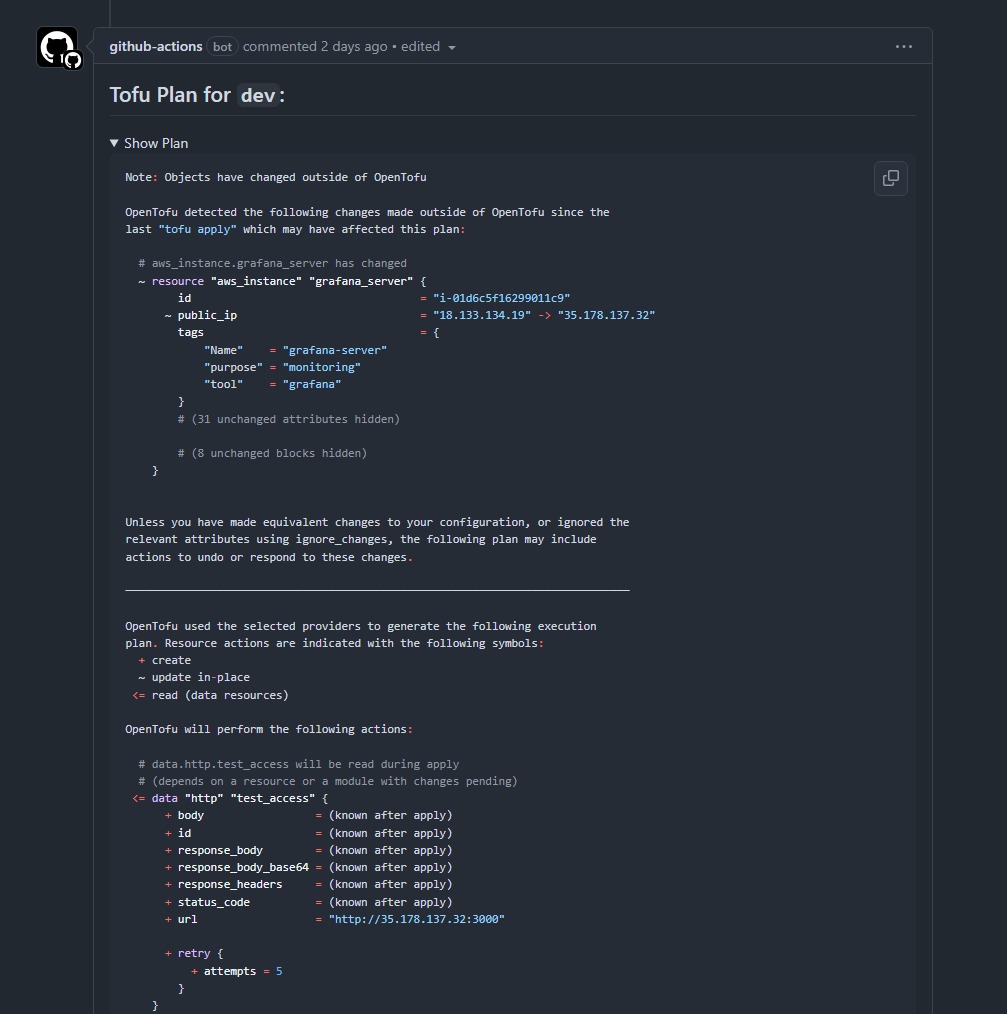 github-actions bot commented 2 days ago • edited
Tofu Plan for dev:
Show Plan
Note: Objects have changed outside of OpenTofu
OpenTofu detected the following changes made outside of OpenTofu since the
last "tofu apply" which may have affected this plan:
# aws_instance.grafana_server has changed
~ resource "aws_instance" "grafana_server" {
id = "i-01d6c5f16299011c9"
~ public_ip = "18.133.134.19" -> "35.178.137.32"
tags = {
"Name" = "grafana-server"
"purpose" = "monitoring"
"tool" = "grafana"
}
# (31 unchanged attributes hidden)
# (8 unchanged blocks hidden)
}
Unless you have made equivalent changes to your configuration, or ignored the
relevant attributes using ignore_changes, the following plan may include
actions to undo or respond to these changes.
OpenTofu used the selected providers to generate the following execution
plan. Resource actions are indicated with the following symbols:
+ create
~ update in-place
<= read (data resources)
OpenTofu will perform the following actions:
# data.http.test_access will be read during apply
# (depends on a resource or a module with changes pending)
<= data "http" "test_access" {
+ body = (known after apply)
+ id = (known after apply)
+ response_body = (known after apply)
+ response_body_base64 = (known after apply)
+ response_headers = (known after apply)
+ status_code = (known after apply)
+ url = "http://35.178.137.32:3000"
+ retry {
+ attempts = 5
}
}